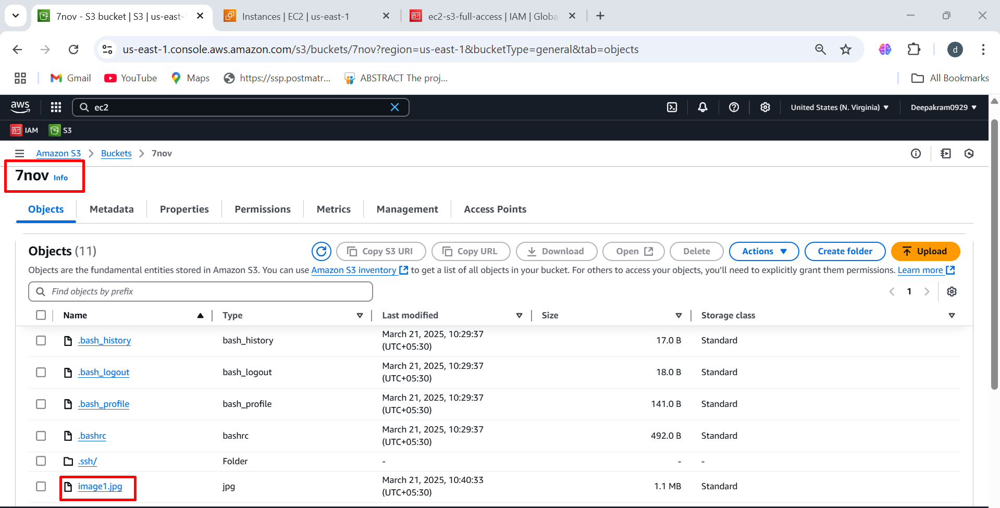 7nov - S3 bucket | S3 | us-east-
Instances | EC2 | us-east-1
ec2-s3-full-access | IAM | Globa
us-east-1.console.aws.amazon.com/s3/buckets/7nov?region=us-east-1&bucketType=general&tab=objects
d
Gmail
YouTube
Maps
https://ssp.postmatr...
ABSTRACT The proj...
All Bookmarks
aws
ec2
United States (N. Virginia)
Deepakram0929
IAM
S3
Amazon S3 > Buckets > 7nov
7nov Info
Objects
Metadata
Properties
Permissions
Metrics
Management
Access Points
Objects (11)
Copy S3 URI
Copy URL
Download
Open
Delete
Actions
Create folder
Upload
Objects are the fundamental entities stored in Amazon S3. You can use Amazon S3 inventory to get a list of all objects in your bucket. For others to access your objects, you'll need to explicitly grant them permissions. Learn more
Find objects by prefix
1
Name Type Last modified Size Storage class
.bash_history bash_history March 21, 2025, 10:29:37 (UTC+05:30) 17.0 B Standard
.bash_logout bash_logout March 21, 2025, 10:29:37 (UTC+05:30) 18.0 B Standard
.bash_profile bash_profile March 21, 2025, 10:29:37 (UTC+05:30) 141.0 B Standard
.bashrc bashrc March 21, 2025, 10:29:37 (UTC+05:30) 492.0 B Standard
.ssh/ Folder - - -
image1.jpg jpg March 21, 2025, 10:40:33 (UTC+05:30) 1.1 MB Standard